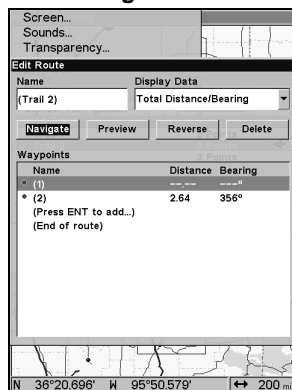 Screen...
Sounds...
Transparency...
Edit Route
Name Display Data
(Trail 2) Total Distance/Bearing
Navigate Preview Reverse Delete
Waypoints
Name Distance Bearing
(1) --.-- ---°
(2) 2.64 356°
(Press ENT to add...)
(End of route)
N 36°20.696' W 95°50.579' ↔ 200 mi